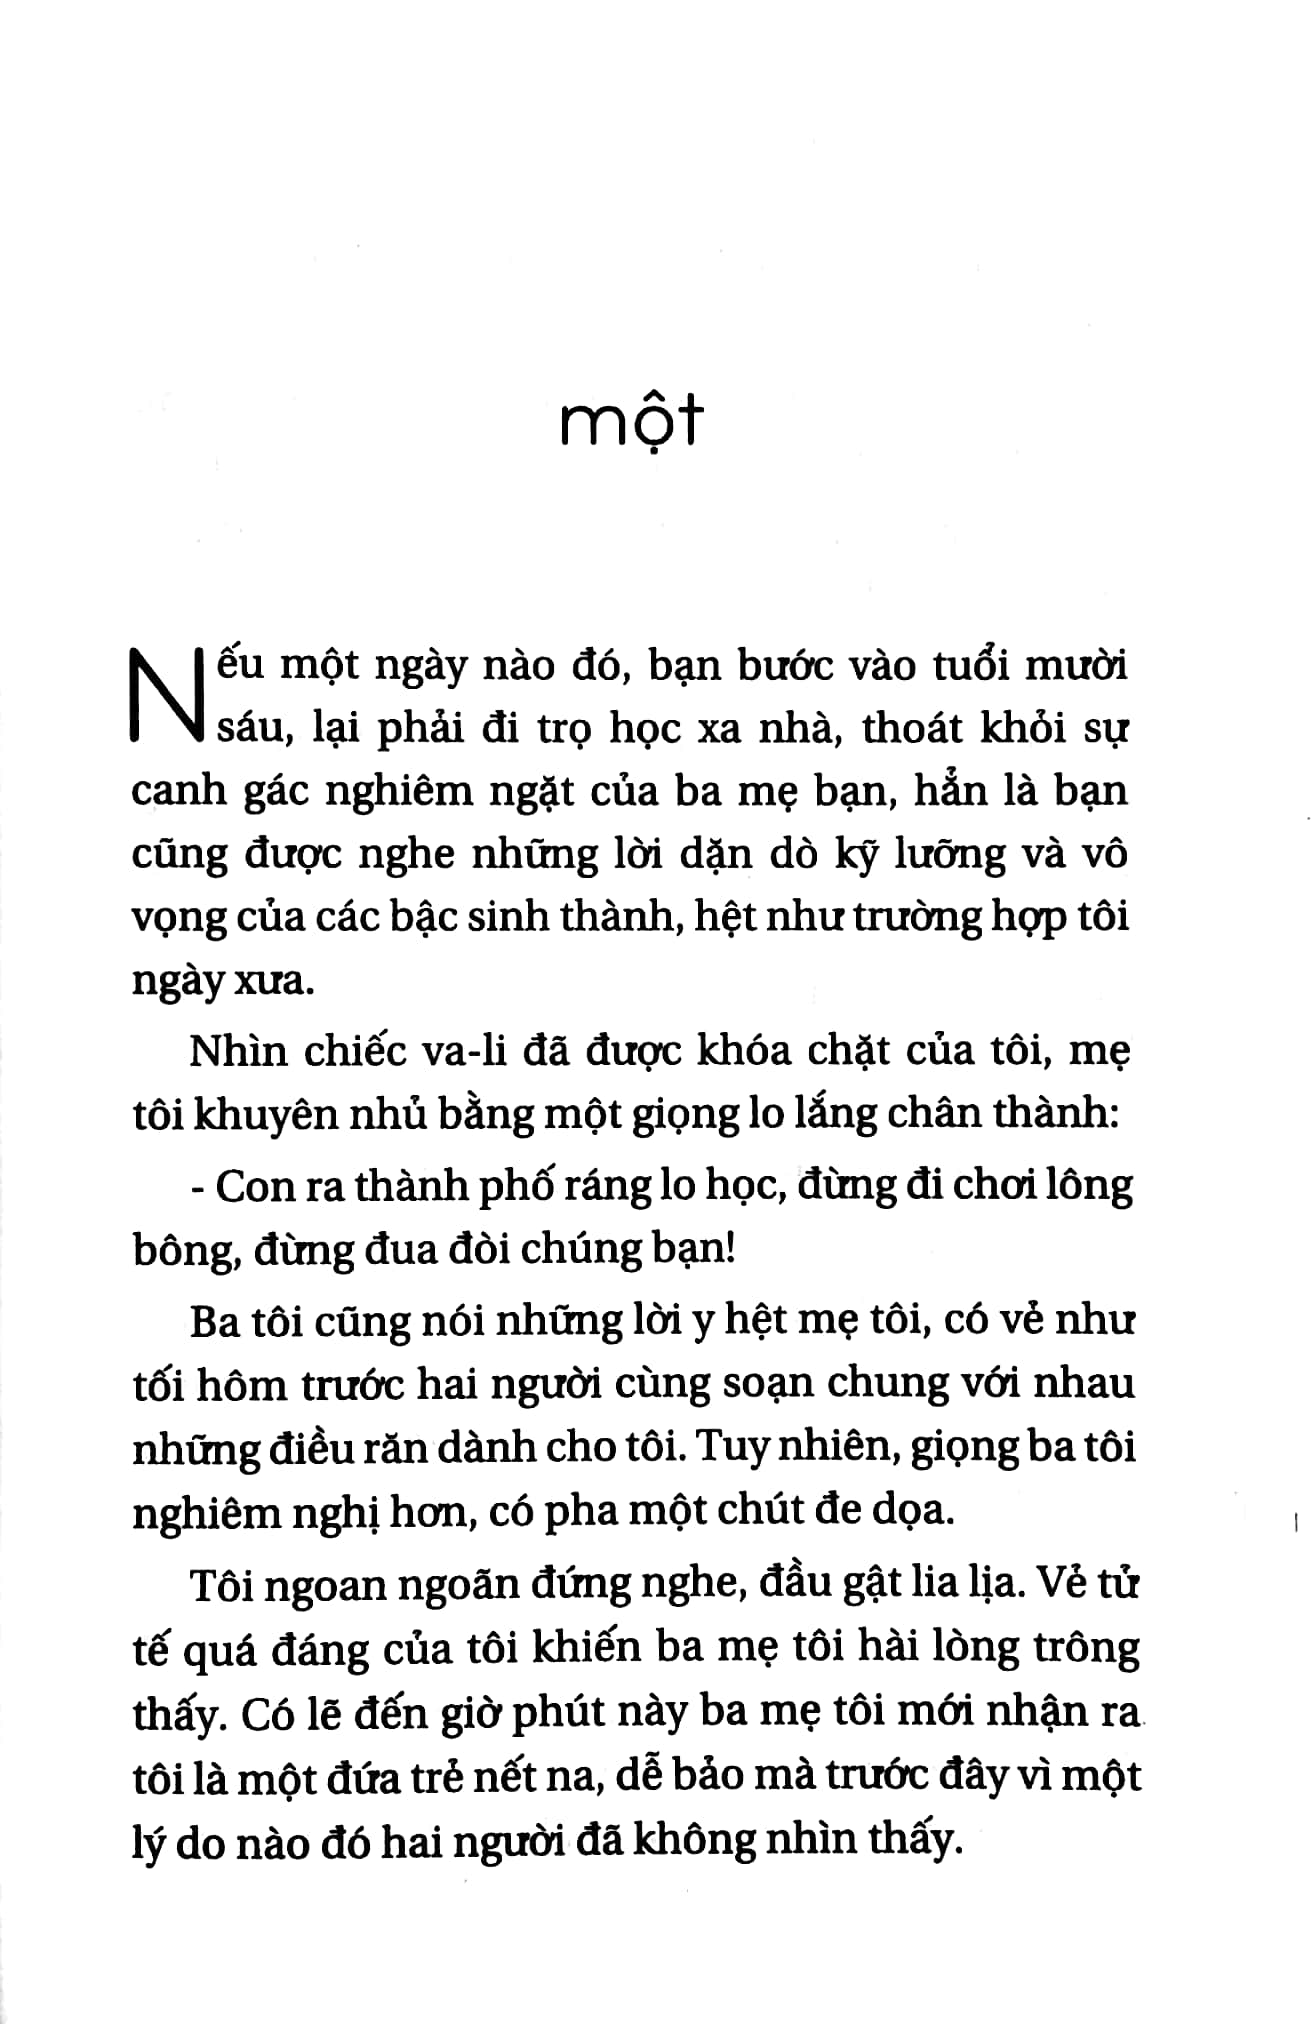 một
Nếu một ngày nào đó, bạn bước vào tuổi mười
sáu, lại phải đi trọ học xa nhà, thoát khỏi sự
canh gác nghiêm ngặt của ba mẹ bạn, hẳn là bạn
cũng được nghe những lời dặn dò kỹ lưỡng và vô
vọng của các bậc sinh thành, hệt như trường hợp tôi
ngày xưa.
Nhìn chiếc va-li đã được khóa chặt của tôi, mẹ
tôi khuyên nhủ bằng một giọng lo lắng chân thành:
- Con ra thành phố ráng lo học, đừng đi chơi lông
bông, đừng đua đòi chúng bạn!
Ba tôi cũng nói những lời y hệt mẹ tôi, có vẻ như
tối hôm trước hai người cùng soạn chung với nhau
những điều răn dành cho tôi. Tuy nhiên, giọng ba tôi
nghiêm nghị hơn, có pha một chút đe dọa.
Tôi ngoan ngoãn đứng nghe, đầu gật lia lịa. Vẻ tử
tế quá đáng của tôi khiến ba mẹ tôi hài lòng trông
thấy. Có lẽ đến giờ phút này ba mẹ tôi mới nhận ra
tôi là một đứa trẻ nết na, dễ bảo mà trước đây vì một
lý do nào đó hai người đã không nhìn thấy.